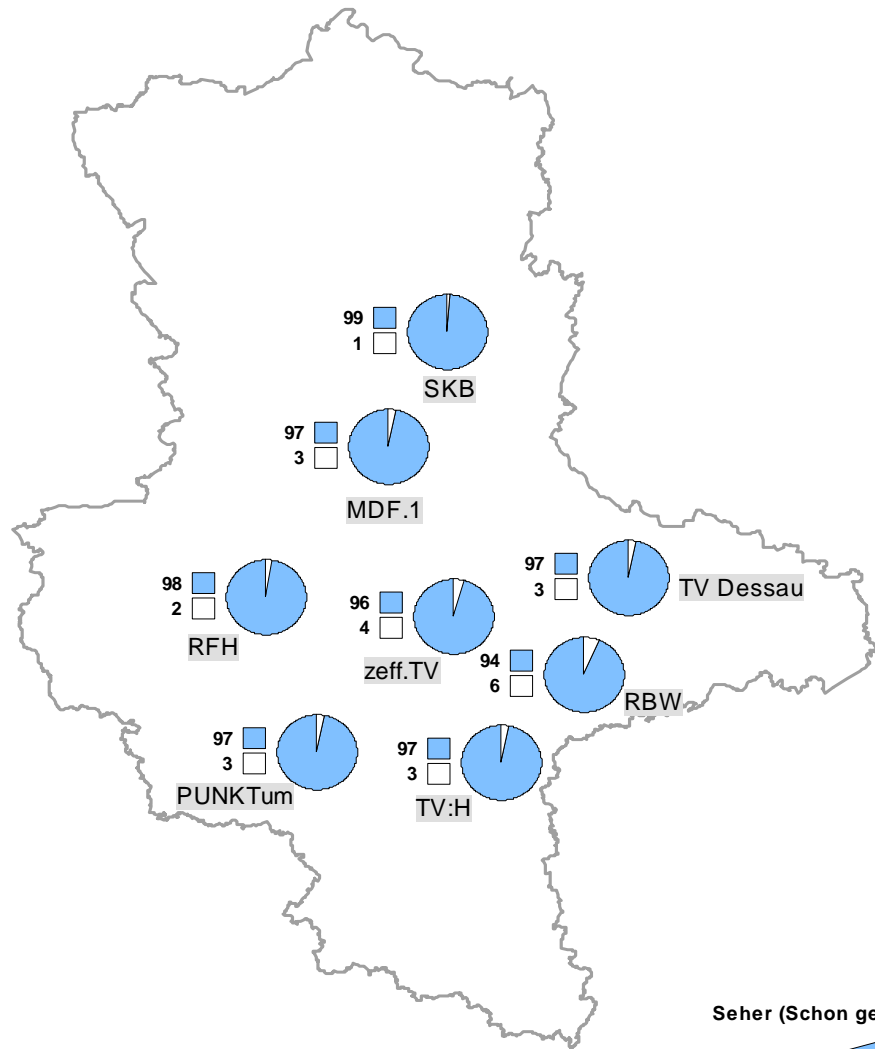 99
1
SKB
97
3
MDF.1
97
3
TV Dessau
98
2
RFH
96
4
zeff.TV
94
6
RBW
97
3
PUNKTum
97
3
TV:H
Seher (Schon ge